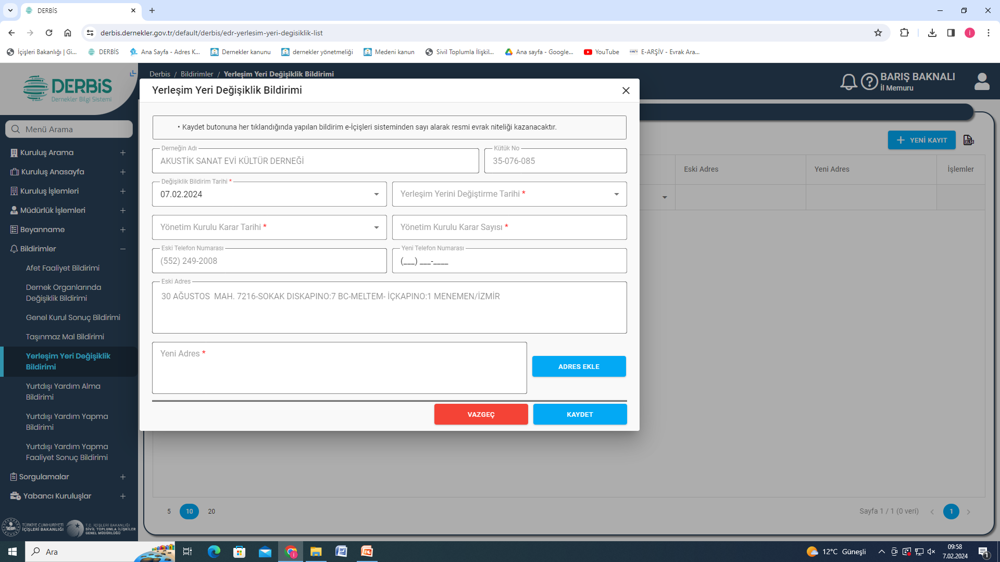 DERBİS
derbis.dernekler.gov.tr/default/derbis/edr-yerlesim-yeri-degisiklik-list
I
İçişleri Bakanlığı | Gi...
DERBİS
Ana Sayfa - Adres K...
Dernekler kanunu
dernekler yönetmeliği
Medeni kanun
Sivil Toplumla İlişkil...
Ana sayfa - Google...
YouTube
E-ARŞİV - Evrak Ara...
DERBİS
Dernekler Bilgi Sistemi
Derbis / Bildirimler / Yerleşim Yeri Değişiklik Bildirimi
BARIŞ BAKNALI
İl Memuru
Menü Arama
Kuruluş Arama
Kuruluş Anasayfa
Kuruluş İşlemleri
Müdürlük İşlemleri
Beyanname
Bildirimler
Afet Faaliyet Bildirimi
Dernek Organlarında
Değişiklik Bildirimi
Genel Kurul Sonuç Bildirimi
Taşınmaz Mal Bildirimi
Yerleşim Yeri Değişiklik
Bildirimi
Yurtdışı Yardım Alma
Bildirimi
Yurtdışı Yardım Yapma
Bildirimi
Yurtdışı Yardım Yapma
Faaliyet Sonuç Bildirimi
Sorgulamalar
Yabancı Kuruluşlar
TÜRKİYE CUMHURİYETİ
İÇİŞLERİ BAKANLIĞI
T.C. İÇİŞLERİ BAKANLIĞI
SİVİL TOPLUMLA İLİŞKİLER
GENEL MÜDÜRLÜĞÜ
Yerleşim Yeri Değişiklik Bildirimi
• Kaydet butonuna her tıklandığında yapılan bildirim e-İçişleri sisteminden sayı alarak resmi evrak niteliği kazanacaktır.
Derneğin Adı
AKUSTİK SANAT EVİ KÜLTÜR DERNEĞİ
Kütük No
35-076-085
Değişiklik Bildirim Tarihi *
07.02.2024
Yerleşim Yerini Değiştirme Tarihi *
Yönetim Kurulu Karar Tarihi *
Yönetim Kurulu Karar Sayısı *
Eski Telefon Numarası
(552) 249-2008
Yeni Telefon Numarası
(___) ___-____
Eski Adres
30 AĞUSTOS  MAH. 7216-SOKAK DISKAPINO:7 BC-MELTEM- İÇKAPINO:1 MENEMEN/İZMİR
Yeni Adres *
ADRES EKLE
VAZGEÇ
KAYDET
+ YENİ KAYIT
XLSX
Eski Adres
Yeni Adres
İşlemler
5 10 20
Sayfa 1 / 1 (0 veri)
1
Ara
12°C Güneşli
09:58
7.02.2024
1